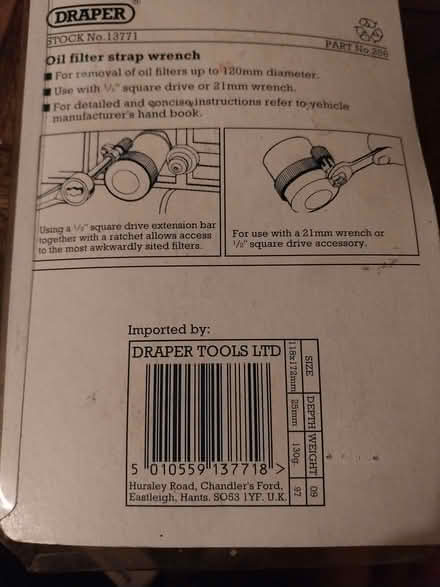 DRAPER®
STOCK No.13771
PART No.266
Oil filter strap wrench
■ For removal of oil filters up to 120mm diameter.
■ Use with ½" square drive or 21mm wrench.
■ For detailed and concise instructions refer to vehicle
manufacturer's hand book.
Using a ½" square drive extension bar
together with a ratchet allows access
to the most awkwardly sited filters.
For use with a 21mm wrench or
½" square drive accessory.
Imported by:
DRAPER TOOLS LTD
5 010559 137718 >
Hursley Road, Chandler's Ford,
Eastleigh, Hants. SO53 1YF. U.K.
SIZE DEPTH WEIGHT 09
118x172mm 25mm 130g. 97